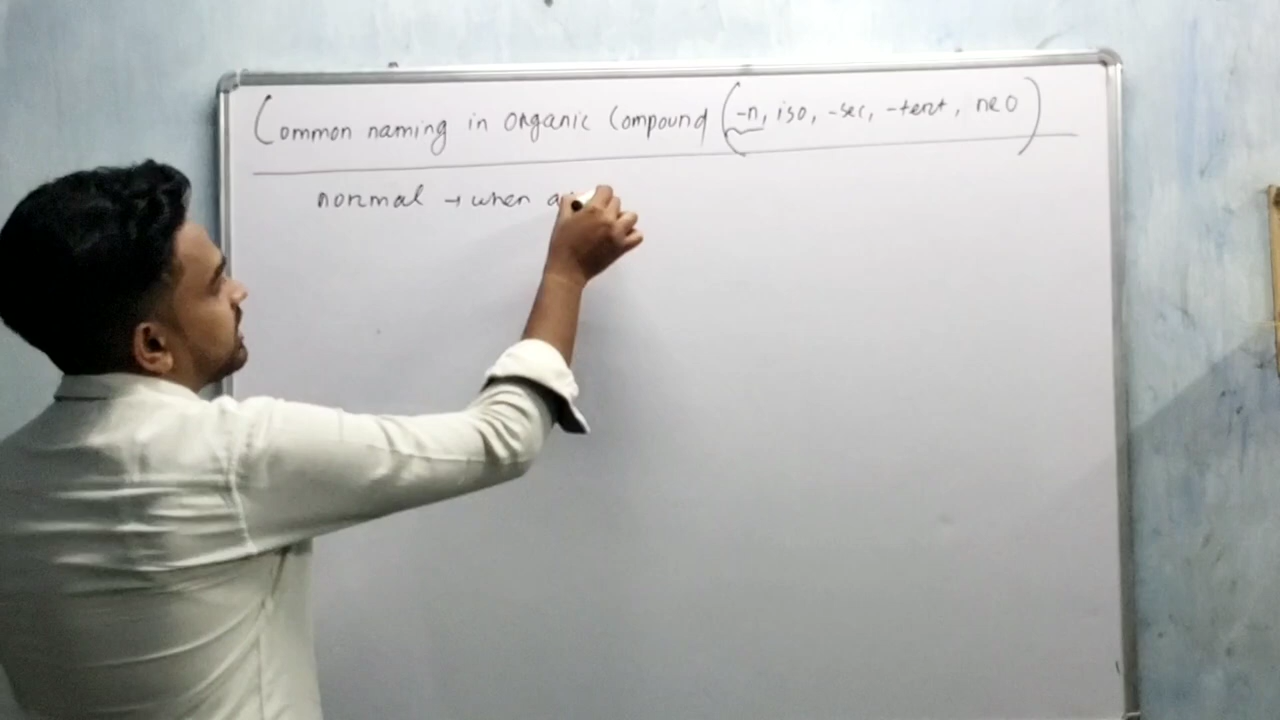 Common naming in organic Compound (-n, iso, -sec, -tert, neo)
normal → when